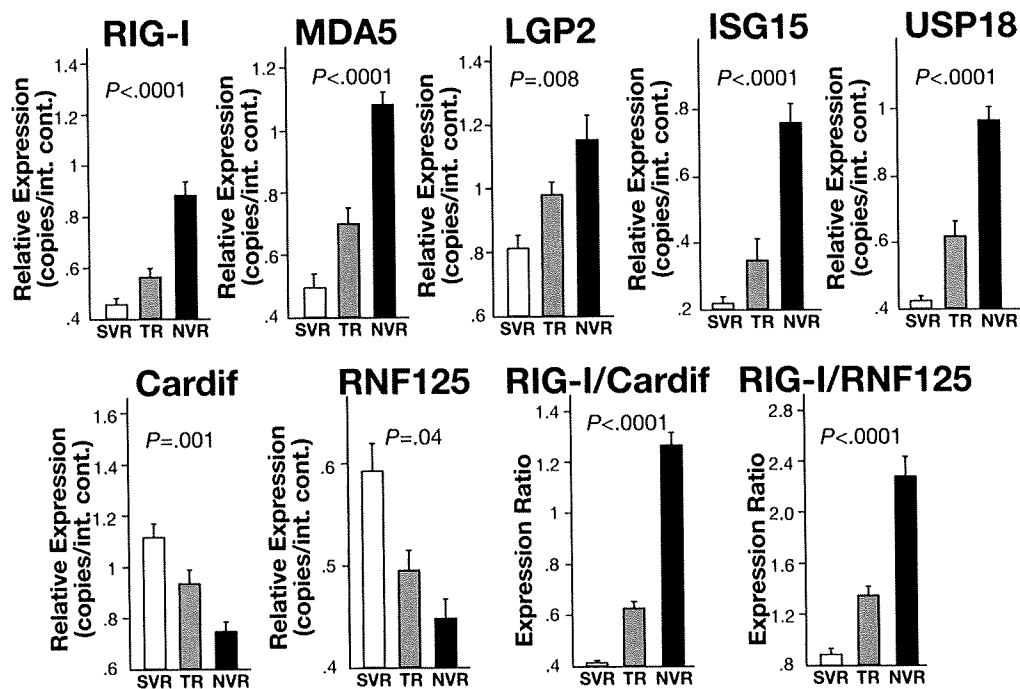 RIG-I
MDA5
LGP2
ISG15
USP18
Relative Expression
(copies/int. cont.)
1.4
1.2
1
.8
.6
.4
P<.0001
SVR TR NVR
Relative Expression
(copies/int. cont.)
1.2
1
.8
.6
.4
P<.0001
SVR TR NVR
Relative Expression
(copies/int. cont.)
1.4
1.2
1
.8
.6
P=.008
SVR TR NVR
Relative Expression
(copies/int. cont.)
.8
.6
.4
.2
P<.0001
SVR TR NVR
Relative Expression
(copies/int. cont.)
1
.8
.6
.4
P<.0001
SVR TR NVR
Cardif
RNF125
RIG-I/Cardif
RIG-I/RNF125
Relative Expression
(copies/int. cont.)
1.6
1.4
1.2
1
.8
.6
P=.001
SVR TR NVR
Relative Expression
(copies/int. cont.)
.6
.5
.4
P=.04
SVR TR NVR
Expression Ratio
1.4
1.2
1
.8
.6
.4
P<.0001
SVR TR NVR
Expression Ratio
2.8
2.4
2.0
1.6
1.2
.8
P<.0001
SVR TR NVR